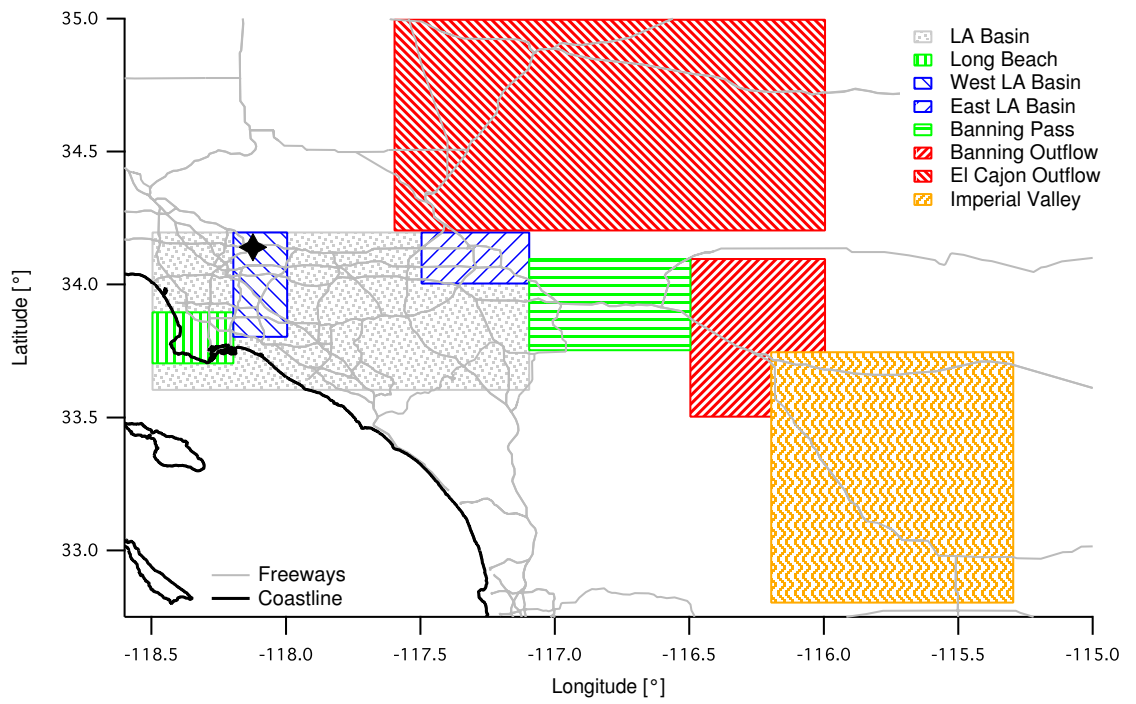 35.0
34.5
34.0
33.5
33.0
Latitude [°]
LA Basin
Long Beach
West LA Basin
East LA Basin
Banning Pass
Banning Outflow
El Cajon Outflow
Imperial Valley
Freeways
Coastline
-118.5 -118.0 -117.5 -117.0 -116.5 -116.0 -115.5 -115.0
Longitude [°]